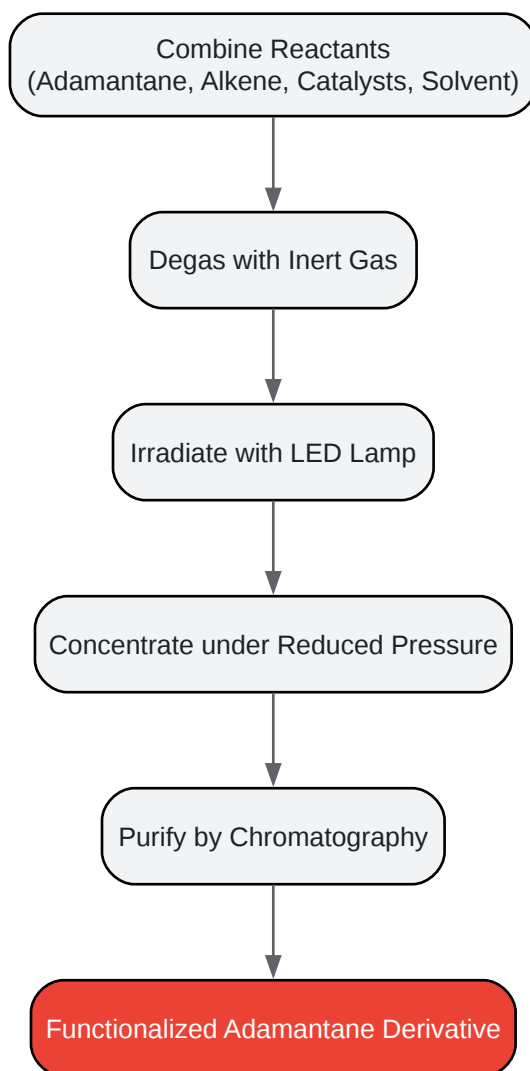 Combine Reactants
(Adamantane, Alkene, Catalysts, Solvent)
Degas with Inert Gas
Irradiate with LED Lamp
Concentrate under Reduced Pressure
Purify by Chromatography
Functionalized Adamantane Derivative